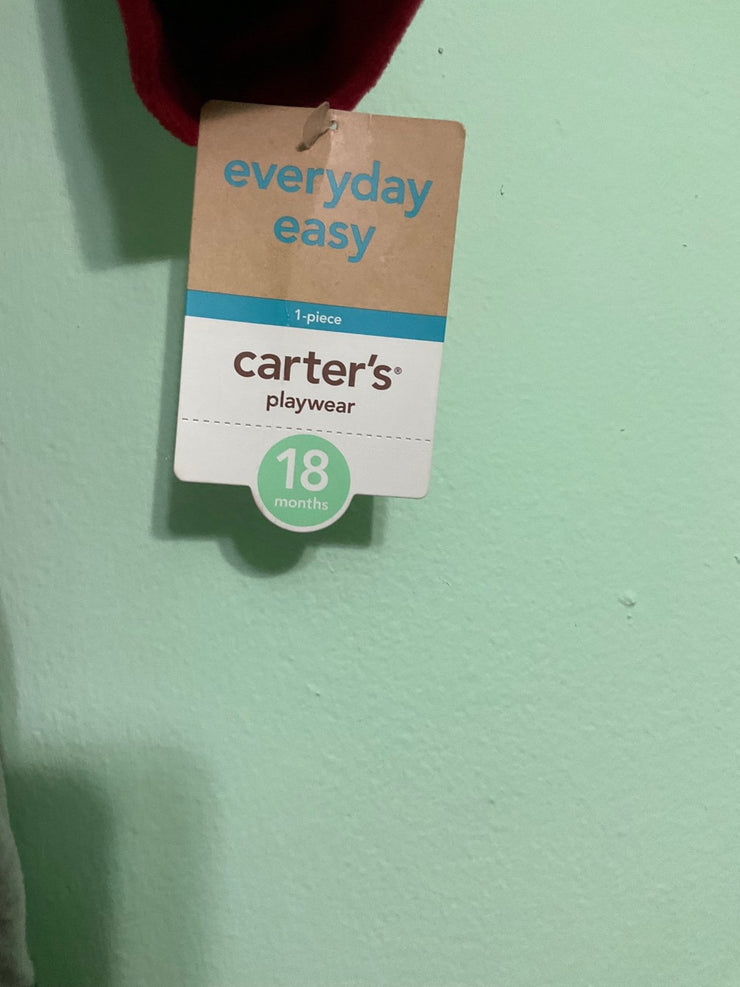 everyday
easy
1-piece
carter's®
playwear
18
months